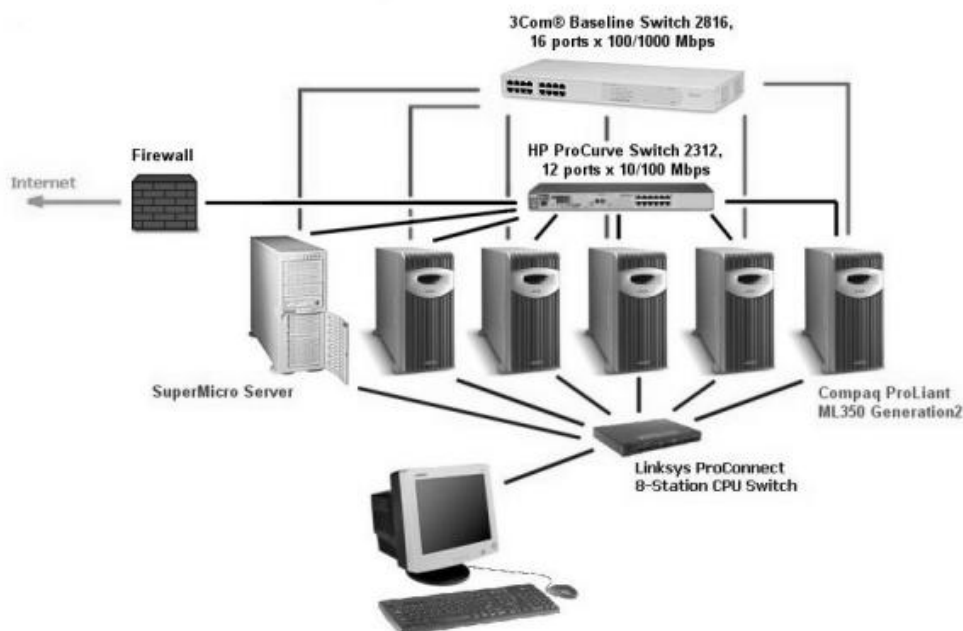 3Com® Baseline Switch 2816,
16 ports x 100/1000 Mbps
HP ProCurve Switch 2312,
12 ports x 10/100 Mbps
Firewall
Internet
SuperMicro Server
Compaq ProLiant
ML350 Generation2
Linksys ProConnect
8-Station CPU Switch